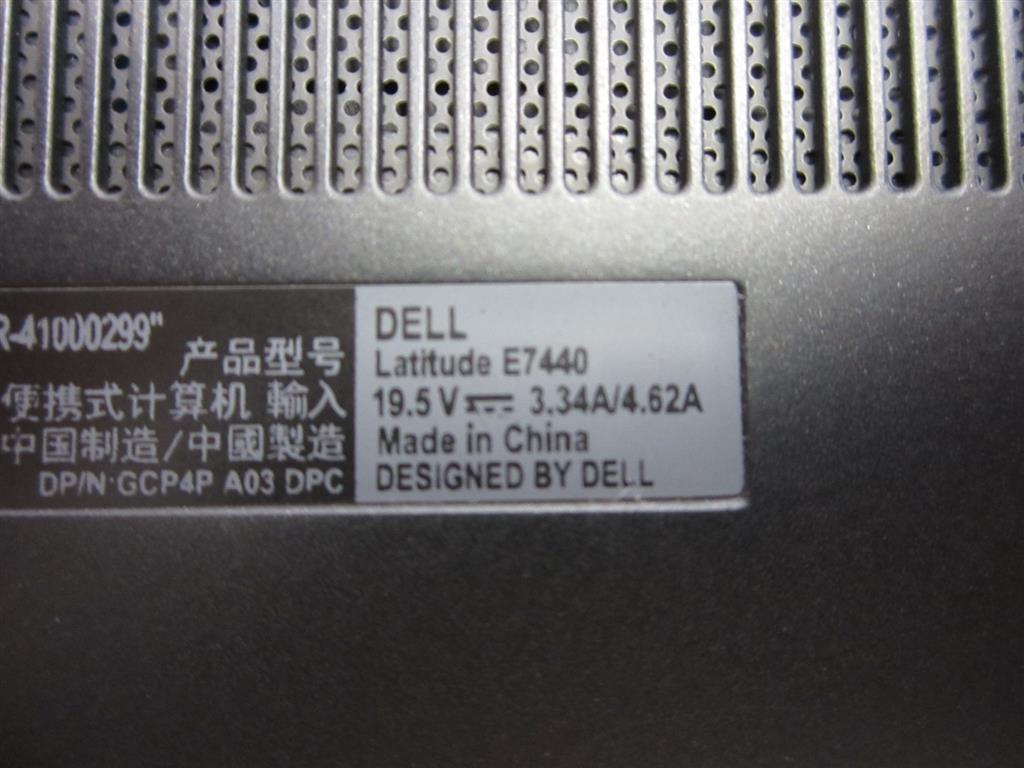 R-41000299"
产品型号
便携式计算机 輸入
中国制造/中國製造
DP/N GCP4P A03 DPC
DELL
Latitude E7440
19.5 V⎓ 3.34A/4.62A
Made in China
DESIGNED BY DELL